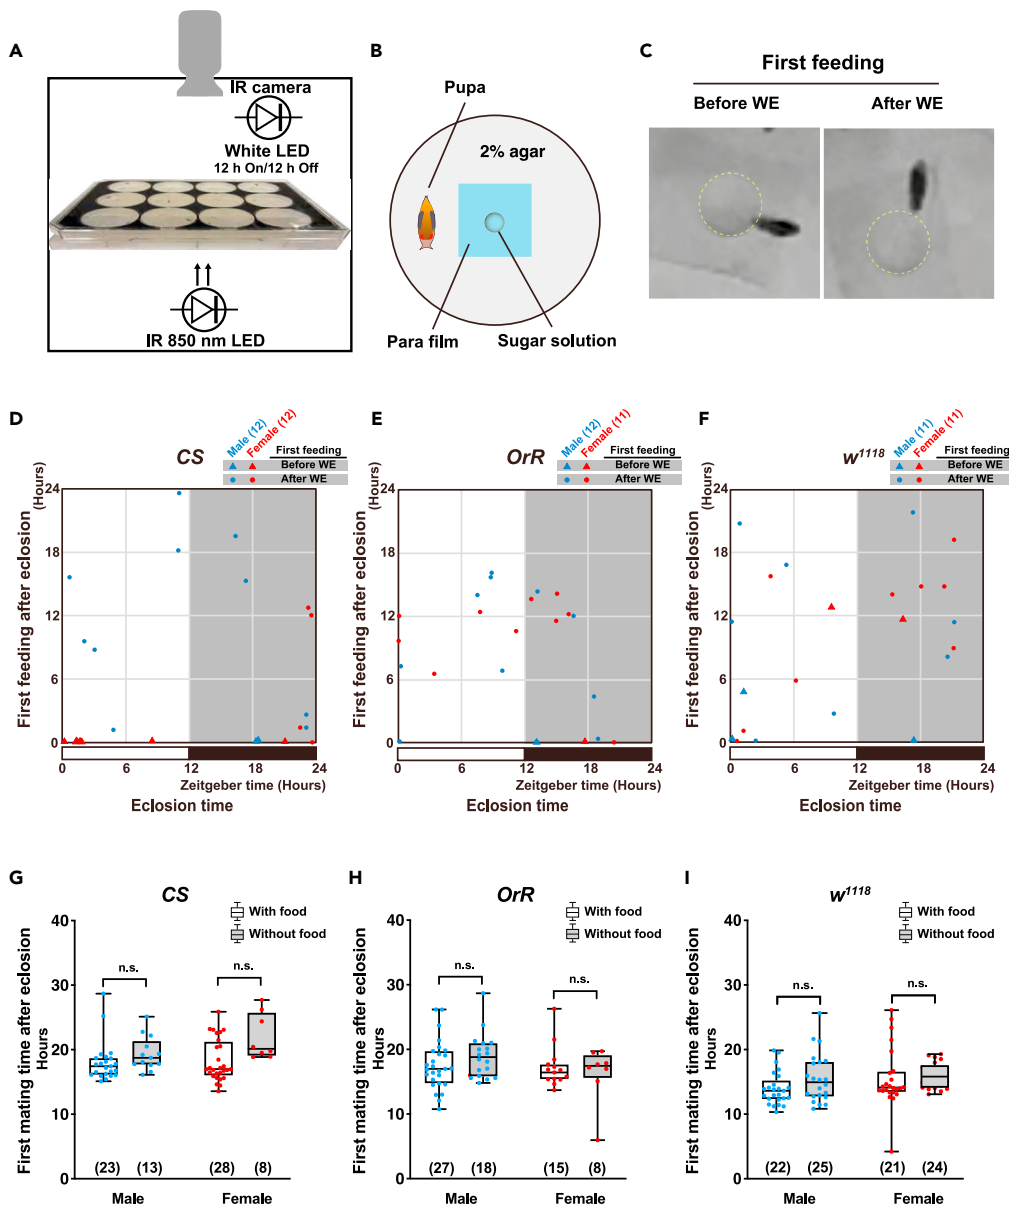 A
IR camera
White LED
12 h On/12 h Off
IR 850 nm LED
B
Pupa
2% agar
Para film
Sugar solution
C
First feeding
Before WE
After WE
D
CS
Male (12)
Female (12)
First feeding
Before WE
After WE
First feeding after eclosion
(Hours)
24
18
12
6
0
0
6
12
18
24
Zeitgeber time (Hours)
Eclosion time
E
OrR
Male (12)
Female (11)
First feeding
Before WE
After WE
First feeding after eclosion
(Hours)
24
18
12
6
0
0
6
12
18
24
Zeitgeber time (Hours)
Eclosion time
F
w1118
Male (11)
Female (11)
First feeding
Before WE
After WE
First feeding after eclosion
(Hours)
24
18
12
6
0
0
6
12
18
24
Zeitgeber time (Hours)
Eclosion time
G
CS
With food
Without food
First mating time after eclosion
Hours
40
30
20
10
0
n.s.
n.s.
(23)
(13)
(28)
(8)
Male
Female
H
OrR
With food
Without food
First mating time after eclosion
Hours
40
30
20
10
0
n.s.
n.s.
(27)
(18)
(15)
(8)
Male
Female
I
w1118
With food
Without food
First mating time after eclosion
Hours
40
30
20
10
0
n.s.
n.s.
(22)
(25)
(21)
(24)
Male
Female